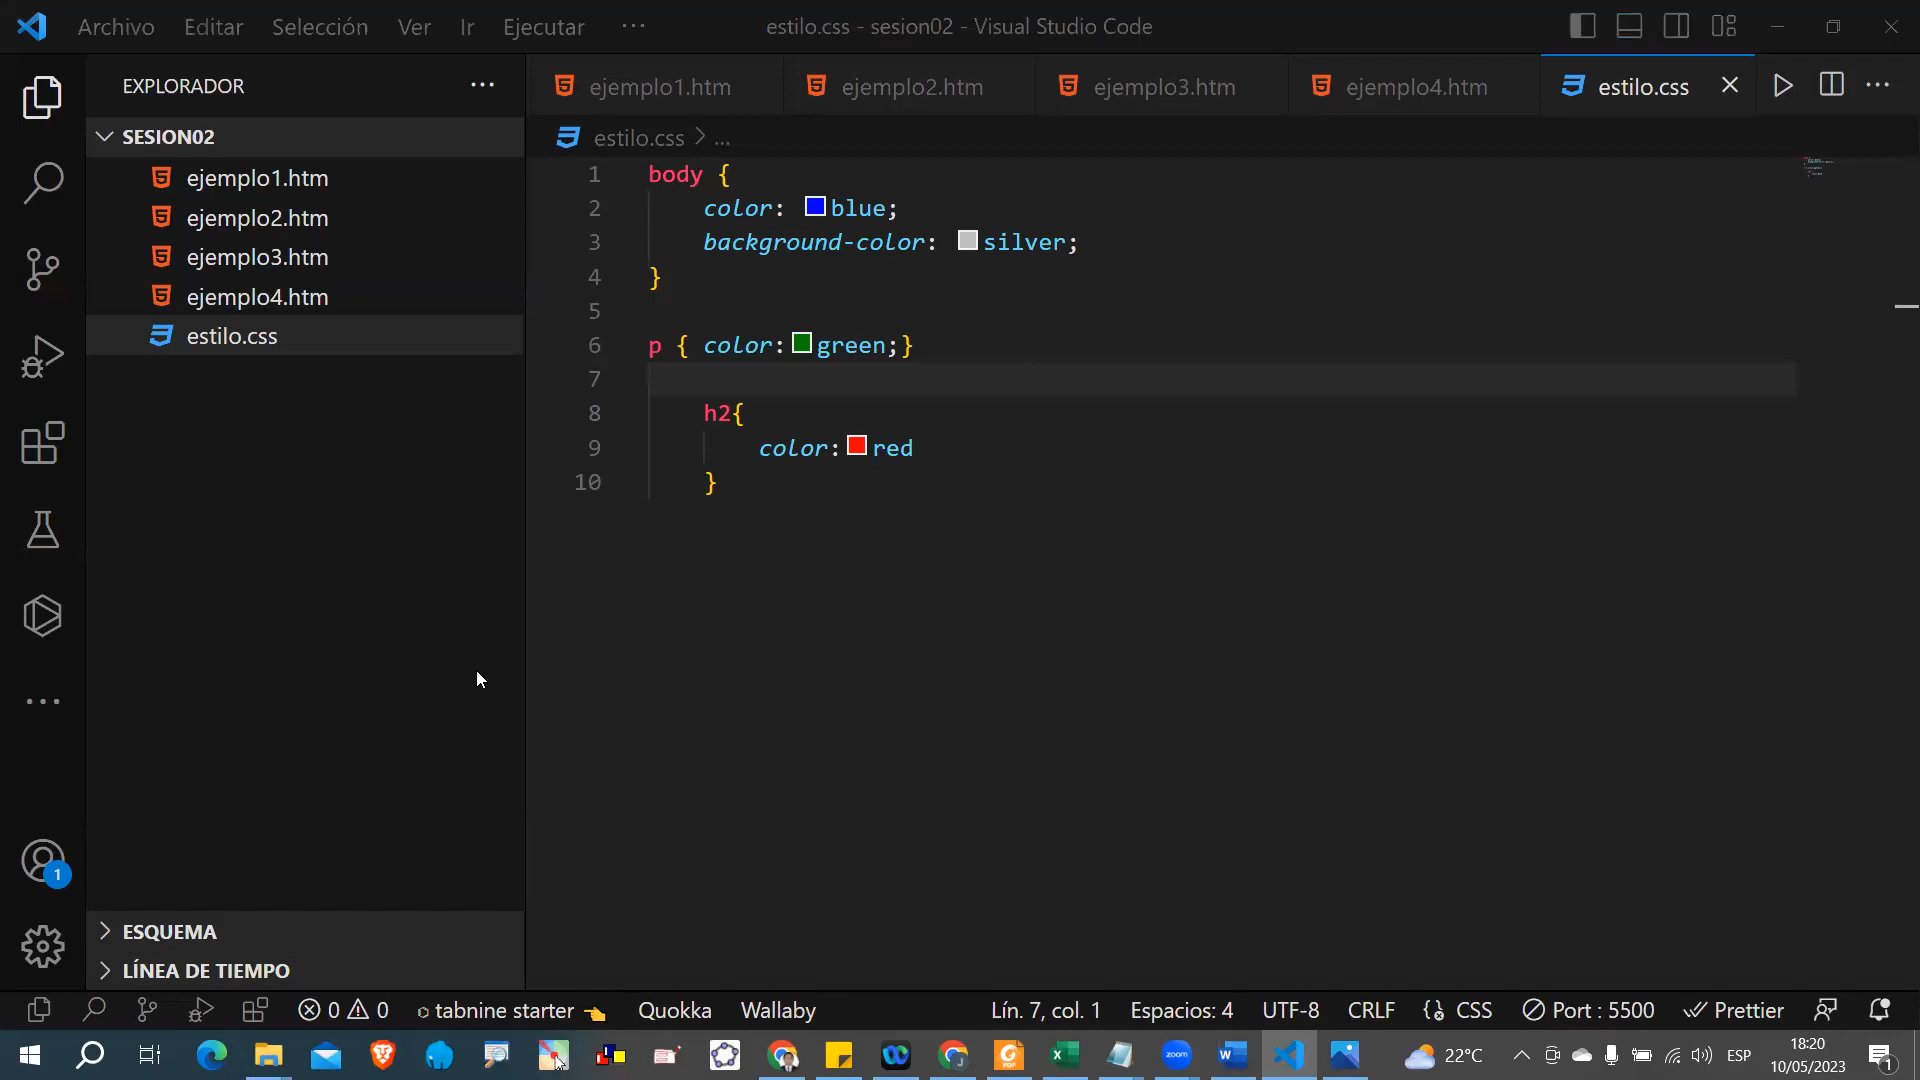 Archivo Editar Selección Ver Ir Ejecutar ··· estilo.css - sesion02 - Visual Studio Code
EXPLORADOR ···
SESION02
ejemplo1.htm
ejemplo2.htm
ejemplo3.htm
ejemplo4.htm
estilo.css
ejemplo1.htm ejemplo2.htm ejemplo3.htm ejemplo4.htm estilo.css
estilo.css > ...
1 body {
2 color: blue;
3 background-color: silver;
4 }
5
6 p { color:green;}
7
8 h2{
9 color:red
10 }
1
ESQUEMA
LÍNEA DE TIEMPO
0 0 tabnine starter Quokka Wallaby Lín. 7, col. 1 Espacios: 4 UTF-8 CRLF {} CSS Port : 5500 Prettier
zoom PDF 22°C ESP 18:20 1
10/05/2023